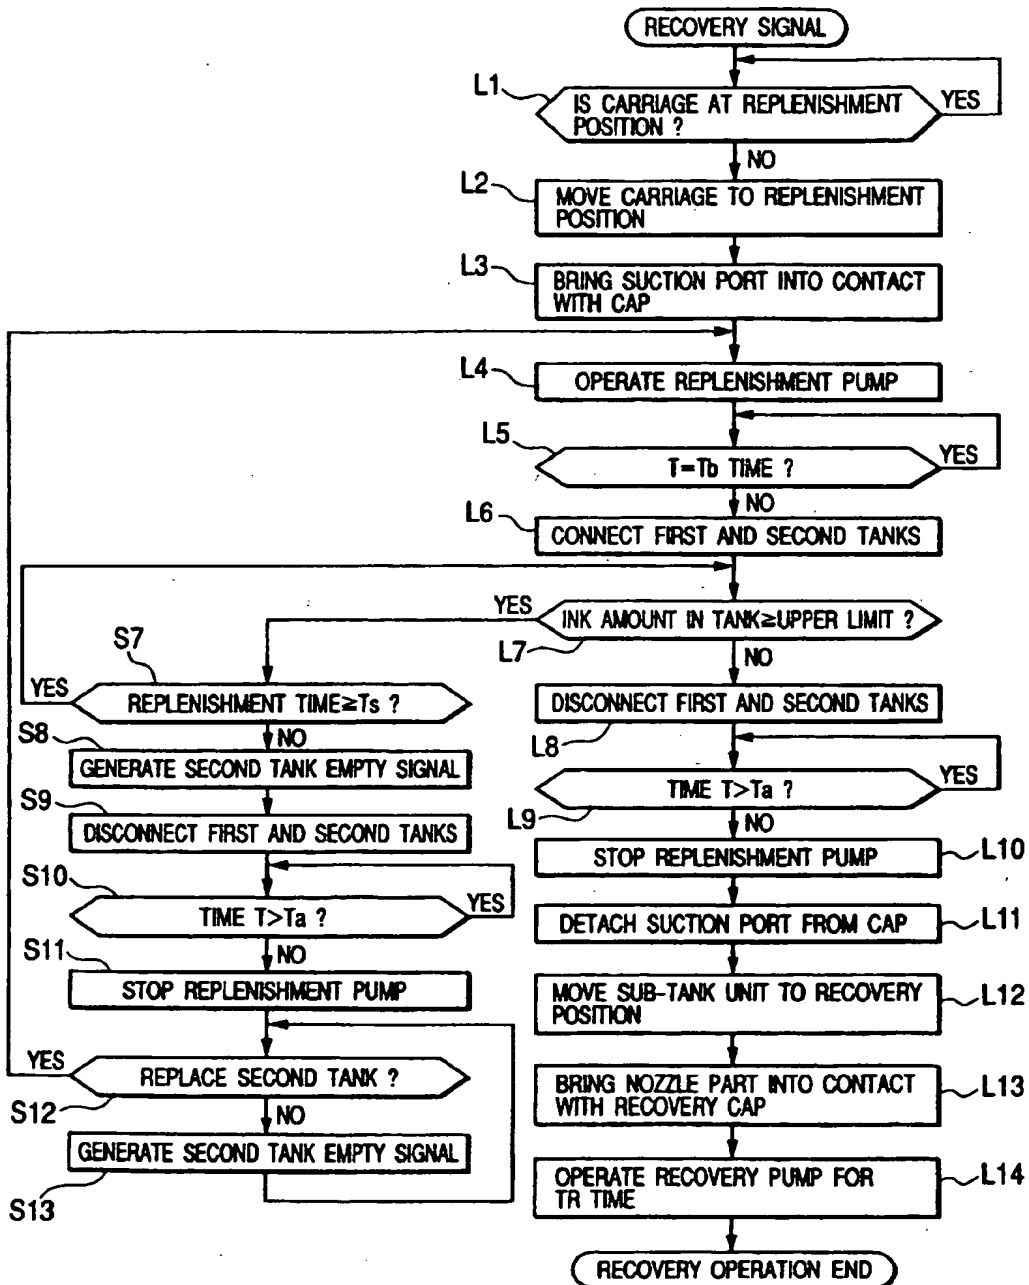 RECOVERY SIGNAL
L1
IS CARRIAGE AT REPLENISHMENT
POSITION ?
YES
NO
L2
MOVE CARRIAGE TO REPLENISHMENT
POSITION
L3
BRING SUCTION PORT INTO CONTACT
WITH CAP
L4
OPERATE REPLENISHMENT PUMP
L5
T=Tb TIME ?
YES
NO
L6
CONNECT FIRST AND SECOND TANKS
YES
INK AMOUNT IN TANK≥UPPER LIMIT ?
L7
NO
S7
YES
REPLENISHMENT TIME≥Ts ?
NO
DISCONNECT FIRST AND SECOND TANKS
L8
S8
GENERATE SECOND TANK EMPTY SIGNAL
TIME T>Ta ?
YES
L9
NO
S9
DISCONNECT FIRST AND SECOND TANKS
STOP REPLENISHMENT PUMP
L10
S10
TIME T>Ta ?
YES
NO
DETACH SUCTION PORT FROM CAP
L11
S11
STOP REPLENISHMENT PUMP
MOVE SUB-TANK UNIT TO RECOVERY
POSITION
L12
YES
REPLACE SECOND TANK ?
S12
NO
BRING NOZZLE PART INTO CONTACT
WITH RECOVERY CAP
L13
GENERATE SECOND TANK EMPTY SIGNAL
S13
OPERATE RECOVERY PUMP FOR
TR TIME
L14
RECOVERY OPERATION END